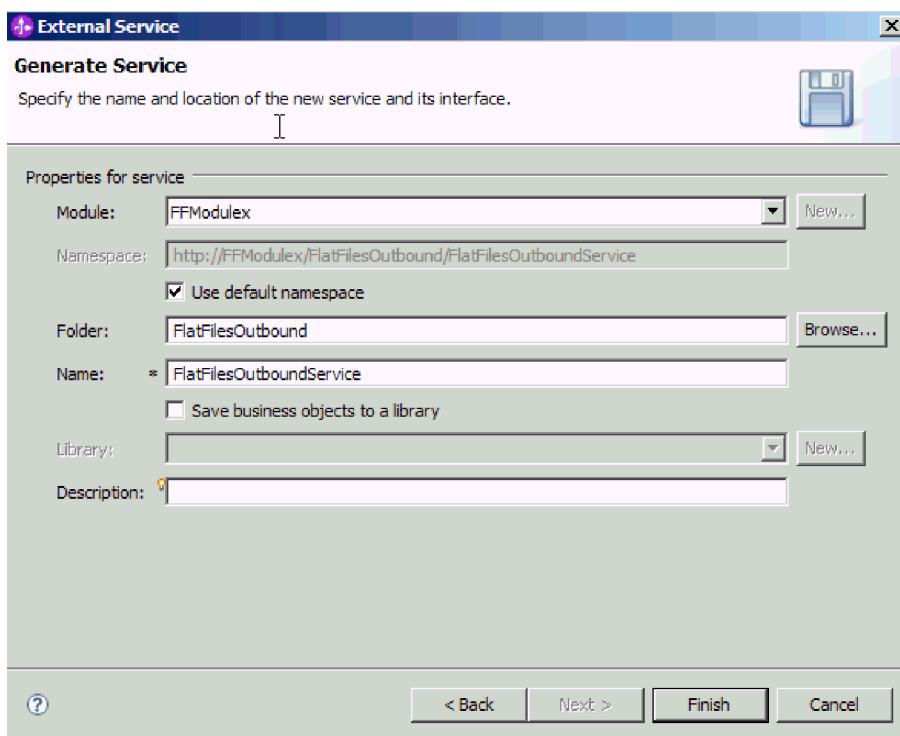 External Service
Generate Service
Specify the name and location of the new service and its interface.
Properties for service
Module: FFModulex New...
Namespace: http://FFModulex/FlatFilesOutbound/FlatFilesOutboundService
Use default namespace
Folder: FlatFilesOutbound Browse...
Name: * FlatFilesOutboundService
Save business objects to a library
Library: New...
Description:
? < Back Next > Finish Cancel